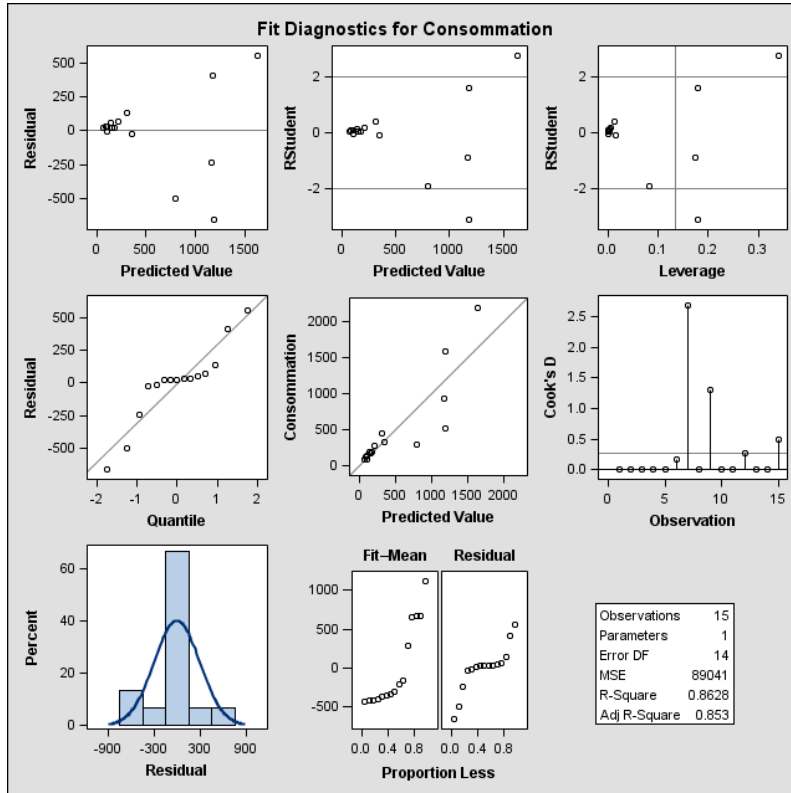 Fit Diagnostics for Consommation
500
250
0
-250
-500
Residual
0 500 1000 1500
Predicted Value
2
0
-2
RStudent
0 500 1000 1500
Predicted Value
2
0
-2
RStudent
0.0 0.1 0.2 0.3
Leverage
500
250
0
-250
-500
Residual
-2 -1 0 1 2
Quantile
2000
1500
1000
500
0
Consommation
0 500 1000 1500 2000
Predicted Value
2.5
2.0
1.5
1.0
0.5
0.0
Cook's D
0 5 10 15
Observation
60
40
20
0
Percent
-900 -300 300 900
Residual
Fit–Mean Residual
1000
500
0
-500
0.0 0.4 0.8 0.0 0.4 0.8
Proportion Less
Observations 15
Parameters 1
Error DF 14
MSE 89041
R-Square 0.8628
Adj R-Square 0.853